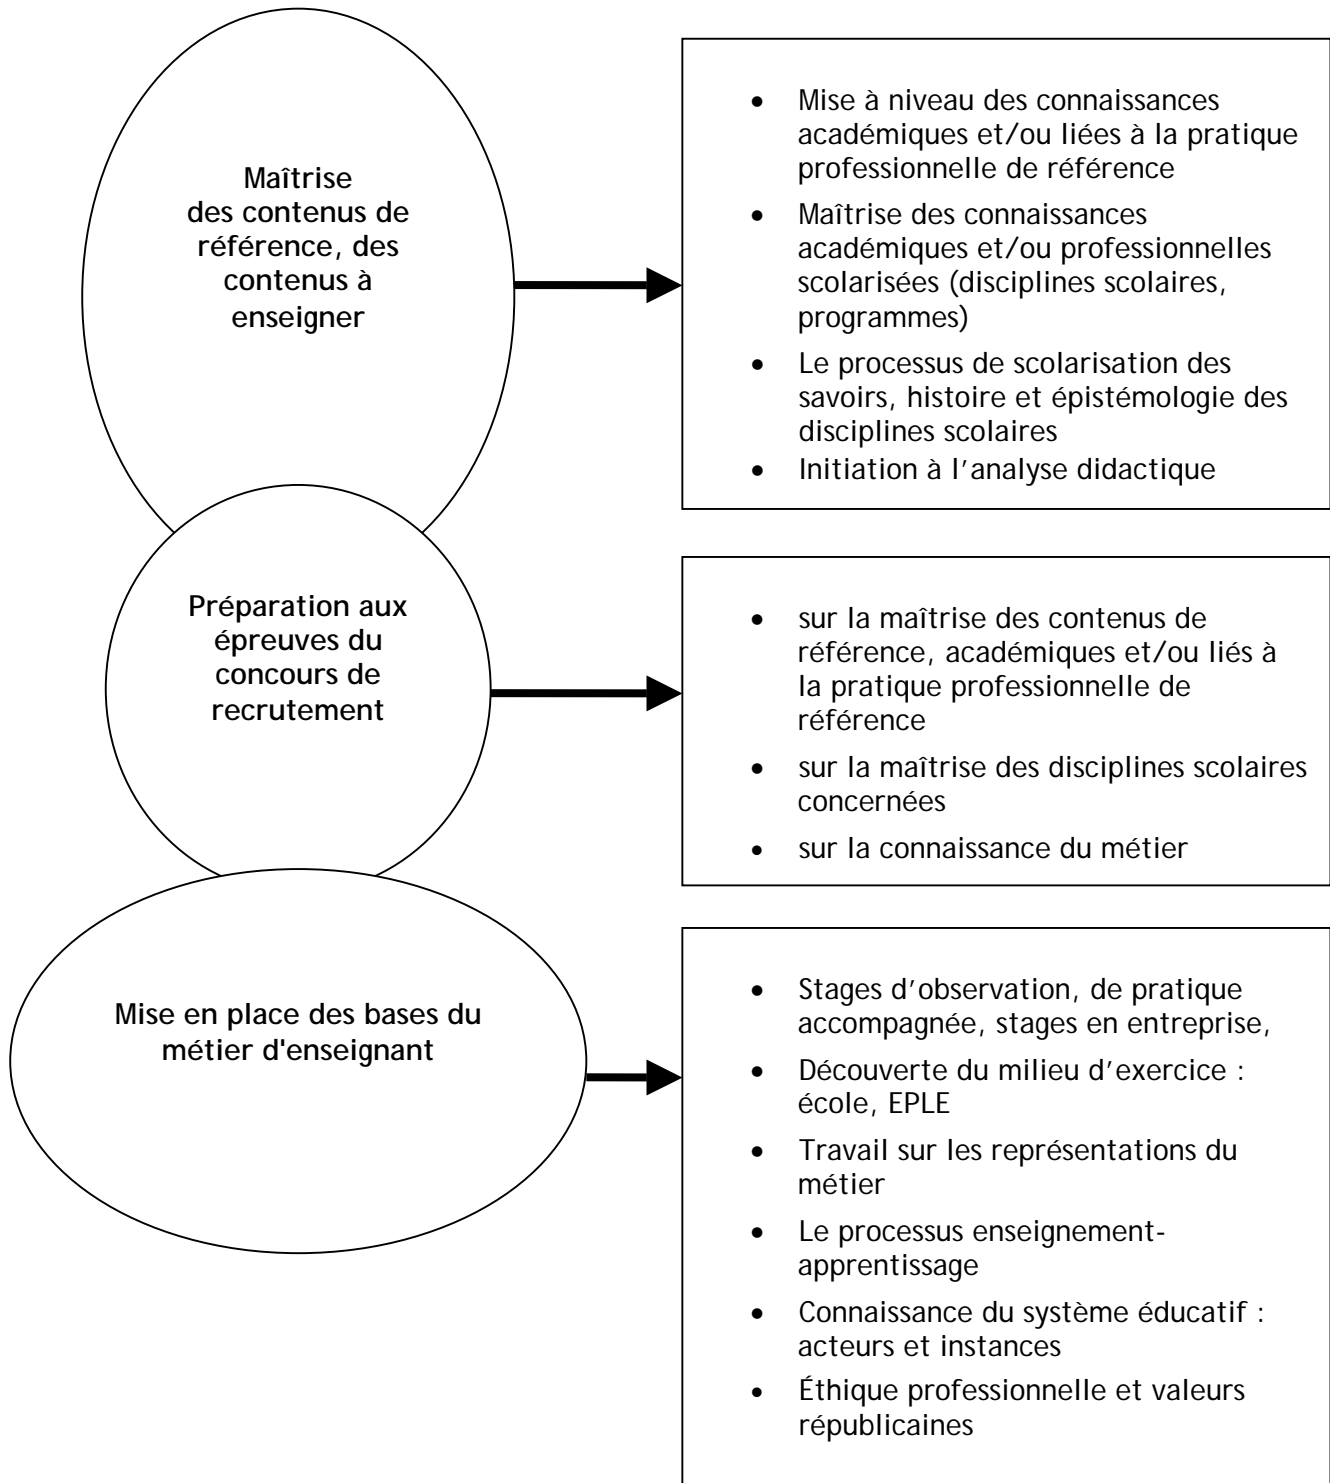 Maîtrise
des contenus de
référence, des
contenus à
enseigner
• Mise à niveau des connaissances
académiques et/ou liées à la pratique
professionnelle de référence
• Maîtrise des connaissances
académiques et/ou professionnelles
scolarisées (disciplines scolaires,
programmes)
• Le processus de scolarisation des
savoirs, histoire et épistémologie des
disciplines scolaires
• Initiation à l’analyse didactique
Préparation aux
épreuves du
concours de
recrutement
• sur la maîtrise des contenus de
référence, académiques et/ou liés à
la pratique professionnelle de
référence
• sur la maîtrise des disciplines scolaires
concernées
• sur la connaissance du métier
Mise en place des bases du
métier d'enseignant
• Stages d’observation, de pratique
accompagnée, stages en entreprise,
• Découverte du milieu d’exercice :
école, EPLE
• Travail sur les représentations du
métier
• Le processus enseignement-
apprentissage
• Connaissance du système éducatif :
acteurs et instances
• Éthique professionnelle et valeurs
républicaines